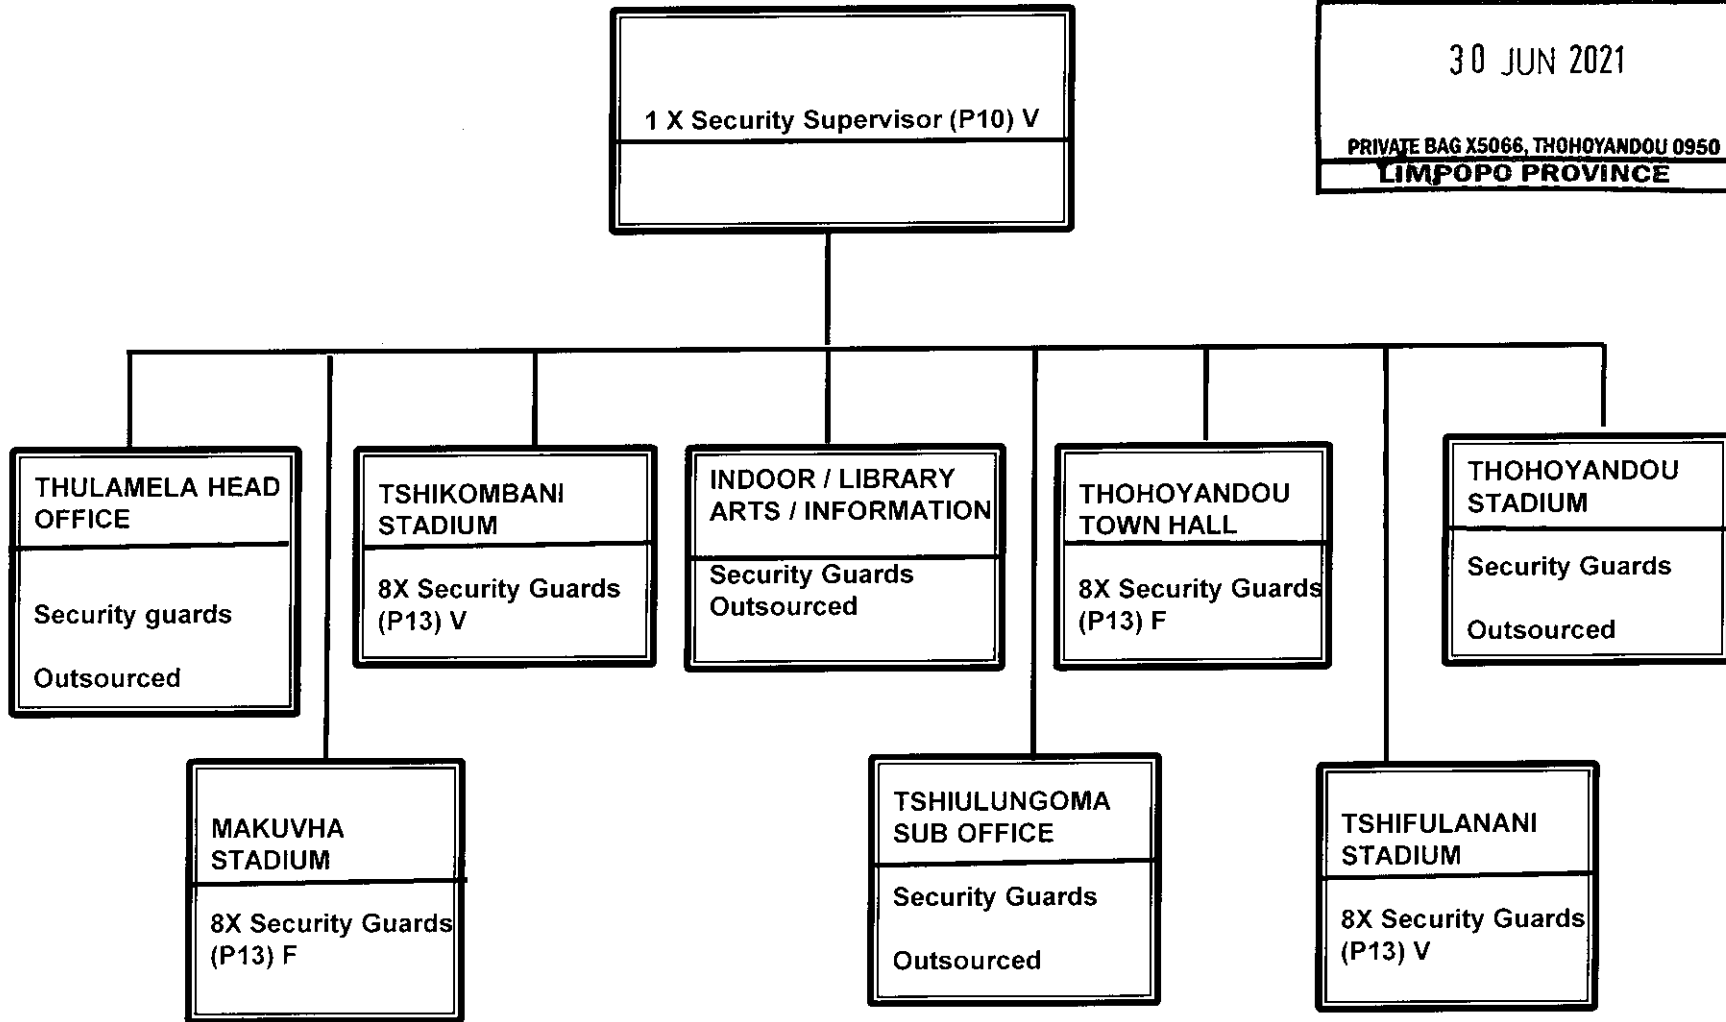 1 X Security Supervisor (P10) V
30 JUN 2021
PRIVATE BAG X5066, THOHOYANDOU 0950
LIMPOPO PROVINCE
THULAMELA HEAD
OFFICE
Security guards
Outsourced
TSHIKOMBANI
STADIUM
8X Security Guards
(P13) V
INDOOR / LIBRARY
ARTS / INFORMATION
Security Guards
Outsourced
THOHOYANDOU
TOWN HALL
8X Security Guards
(P13) F
THOHOYANDOU
STADIUM
Security Guards
Outsourced
MAKUVHA
STADIUM
8X Security Guards
(P13) F
TSHIULUNGOMA
SUB OFFICE
Security Guards
Outsourced
TSHIFULANANI
STADIUM
8X Security Guards
(P13) V